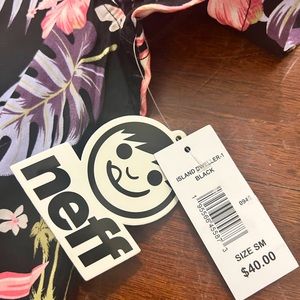 neff
ISLAND DWELLER-1
BLACK
SIZE SM
$40.00